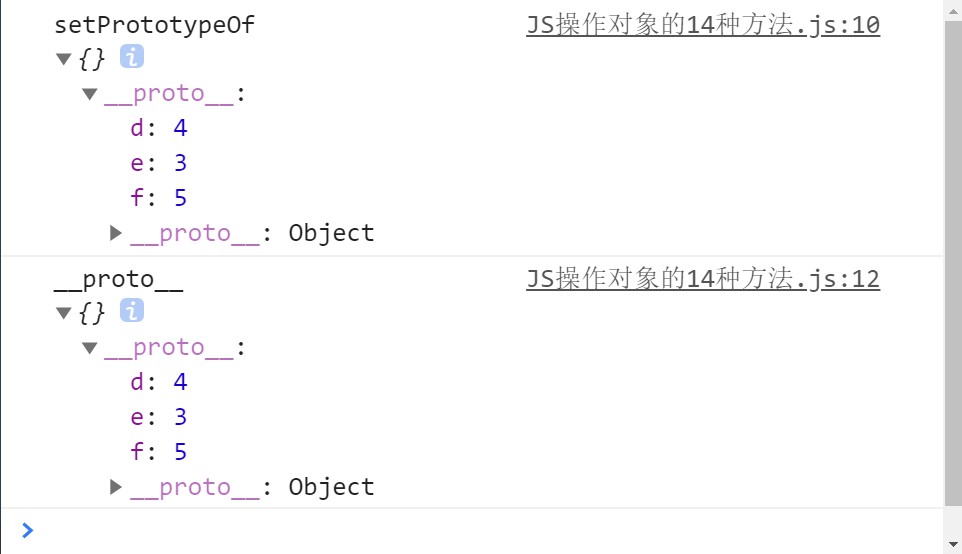 setPrototypeOf JS操作对象的14种方法.js:10
▼{} i
▼__proto__:
d: 4
e: 3
f: 5
▶__proto__: Object
__proto__ JS操作对象的14种方法.js:12
▼{} i
▼__proto__:
d: 4
e: 3
f: 5
▶__proto__: Object
>